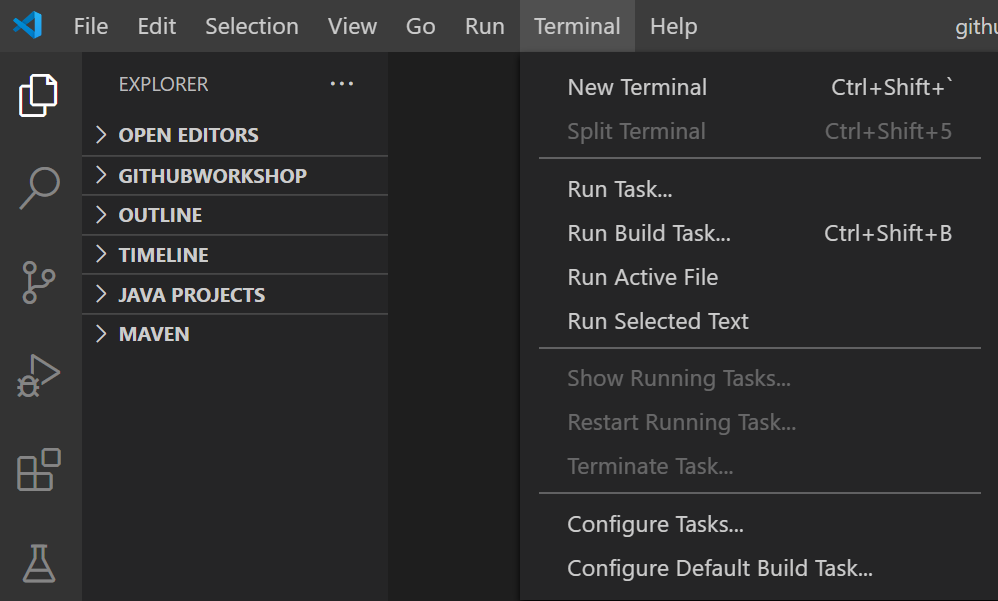 File Edit Selection View Go Run Terminal Help githu
EXPLORER ···
OPEN EDITORS
GITHUBWORKSHOP
OUTLINE
TIMELINE
JAVA PROJECTS
MAVEN
New Terminal Ctrl+Shift+`
Split Terminal Ctrl+Shift+5
Run Task...
Run Build Task... Ctrl+Shift+B
Run Active File
Run Selected Text
Show Running Tasks...
Restart Running Task...
Terminate Task...
Configure Tasks...
Configure Default Build Task...